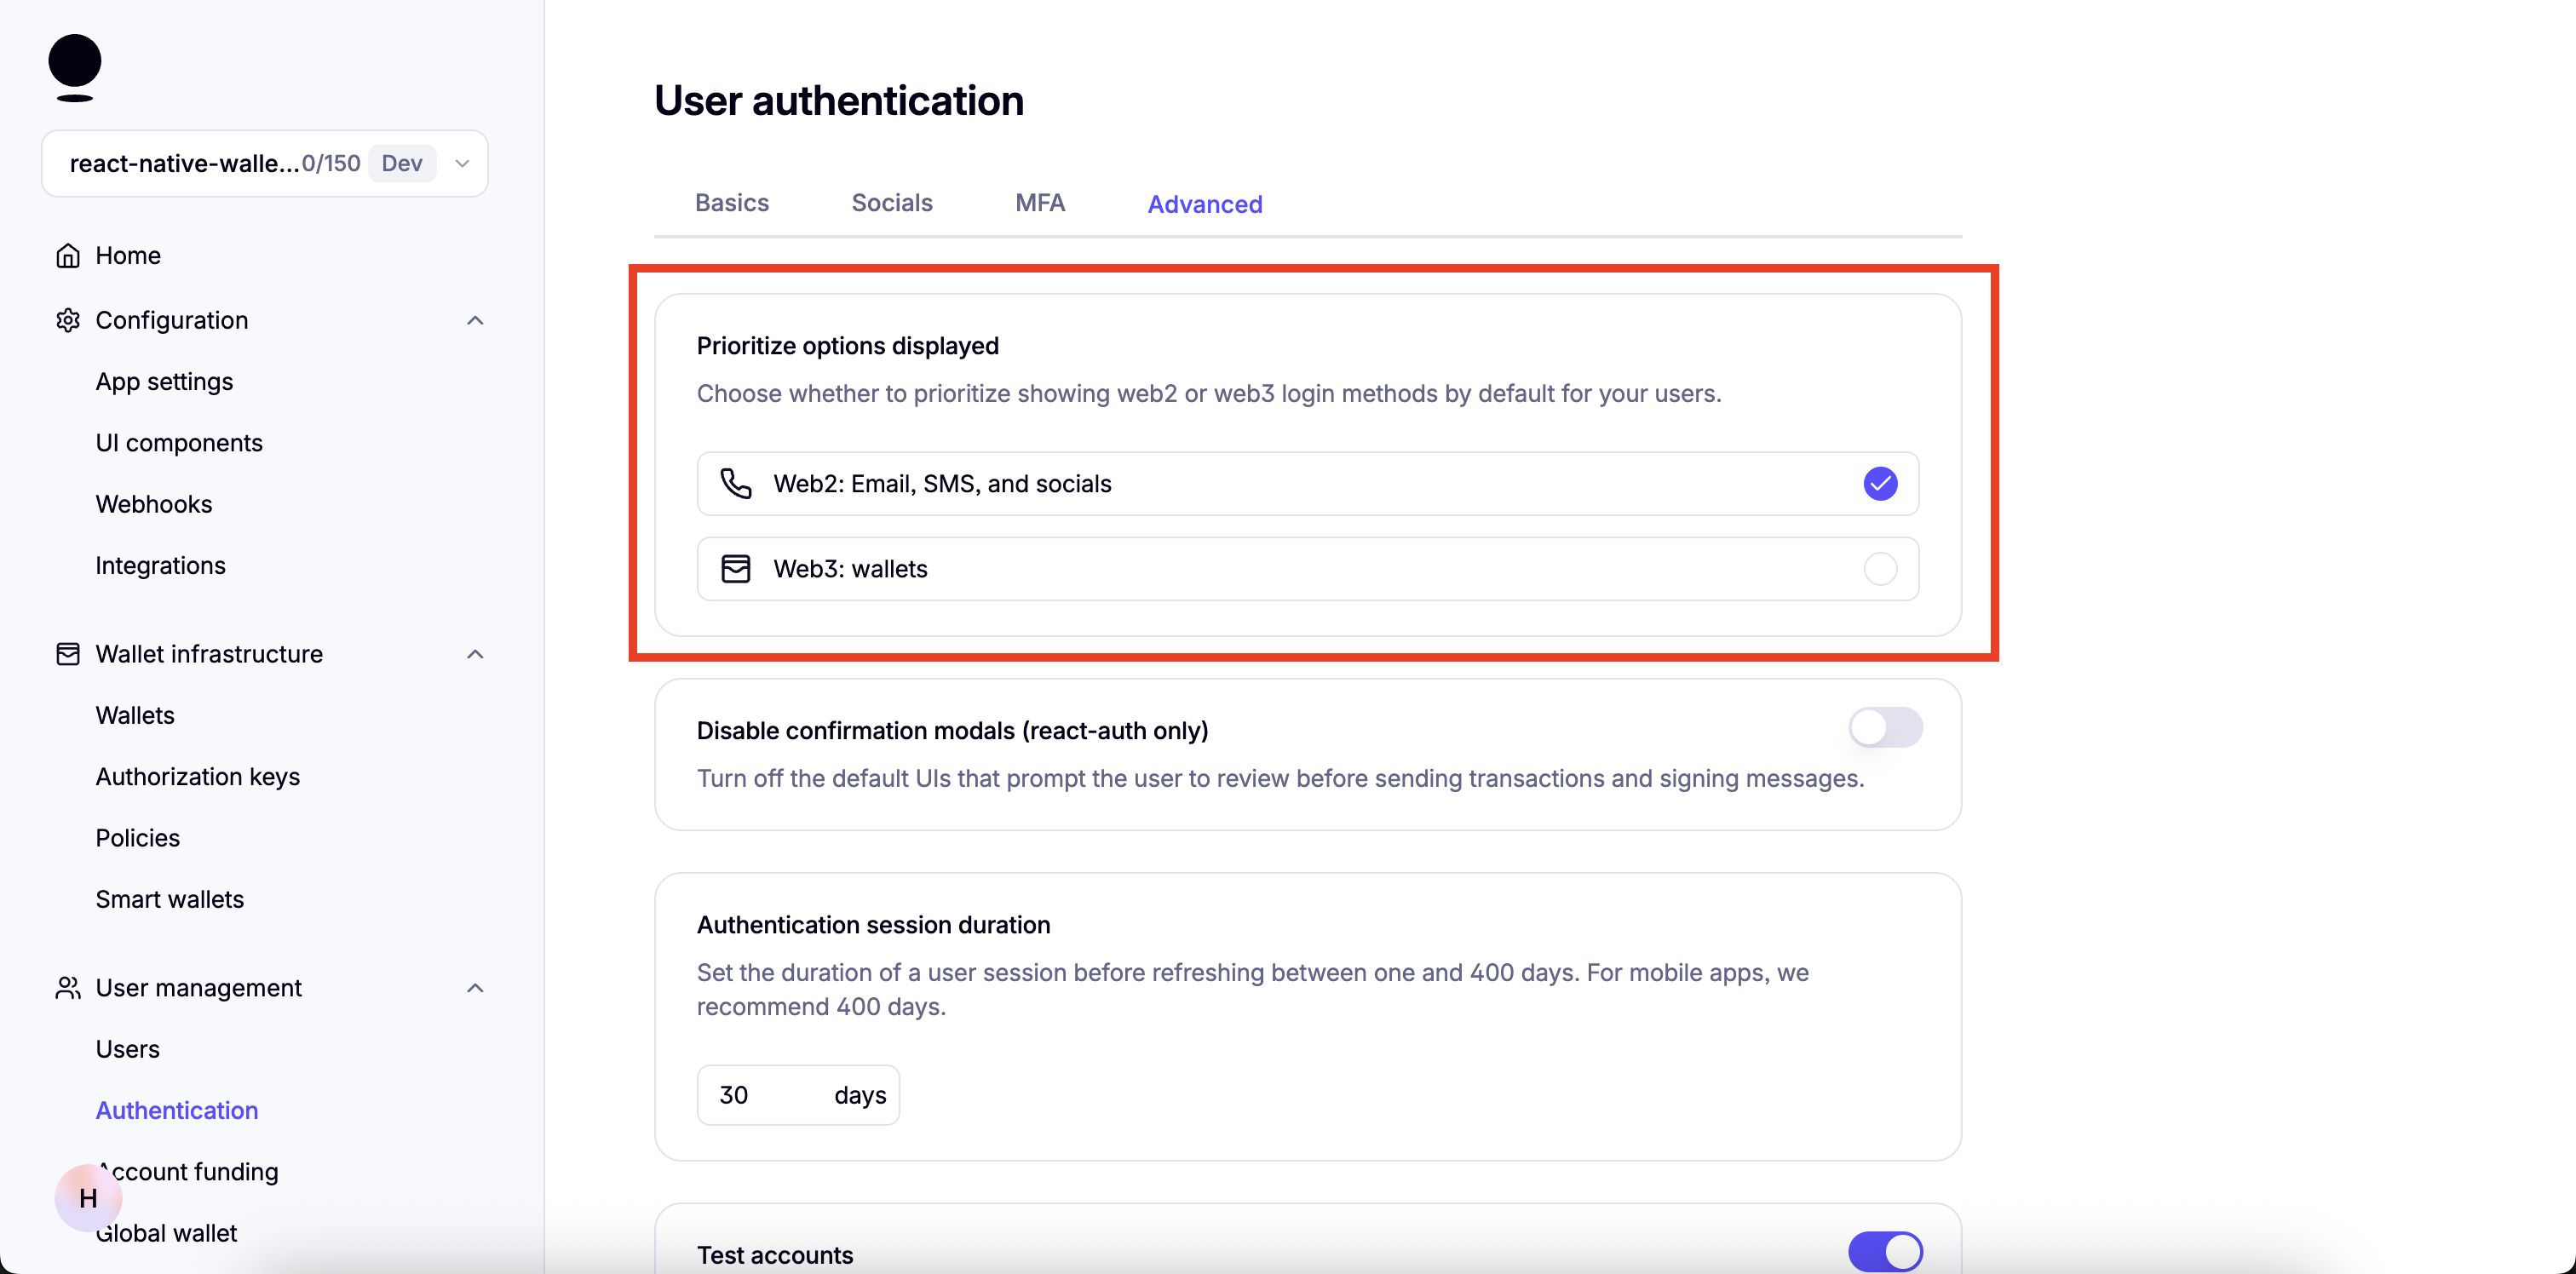 react-native-walle...0/150 Dev
Home
Configuration
App settings
UI components
Webhooks
Integrations
Wallet infrastructure
Wallets
Authorization keys
Policies
Smart wallets
User management
Users
Authentication
Account funding
H
Global wallet
User authentication
Basics Socials MFA Advanced
Prioritize options displayed
Choose whether to prioritize showing web2 or web3 login methods by default for your users.
Web2: Email, SMS, and socials
Web3: wallets
Disable confirmation modals (react-auth only)
Turn off the default UIs that prompt the user to review before sending transactions and signing messages.
Authentication session duration
Set the duration of a user session before refreshing between one and 400 days. For mobile apps, we
recommend 400 days.
30 days
Test accounts